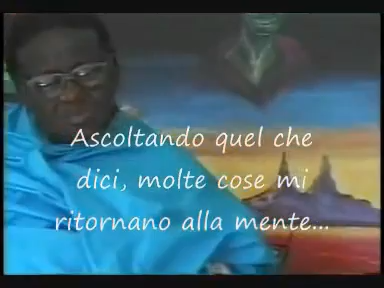 Ascoltando quel che
dici, molte cose mi
ritornano alla mente...